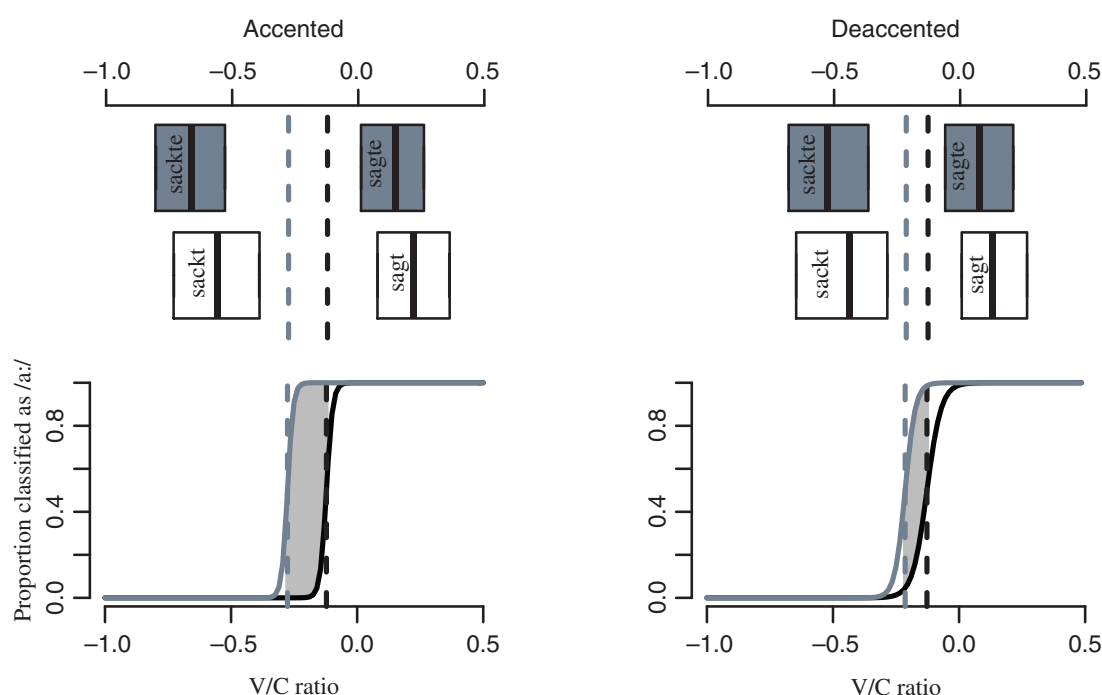 Accented
−1.0 −0.5 0.0 0.5
sackte sagte
sackt sagt
Proportion classified as /a:/
0.8
0.4
0.0
−1.0 −0.5 0.0 0.5
V/C ratio
Deaccented
−1.0 −0.5 0.0 0.5
sackte sagte
sackt sagt
0.8
0.4
0.0
−1.0 −0.5 0.0 0.5
V/C ratio